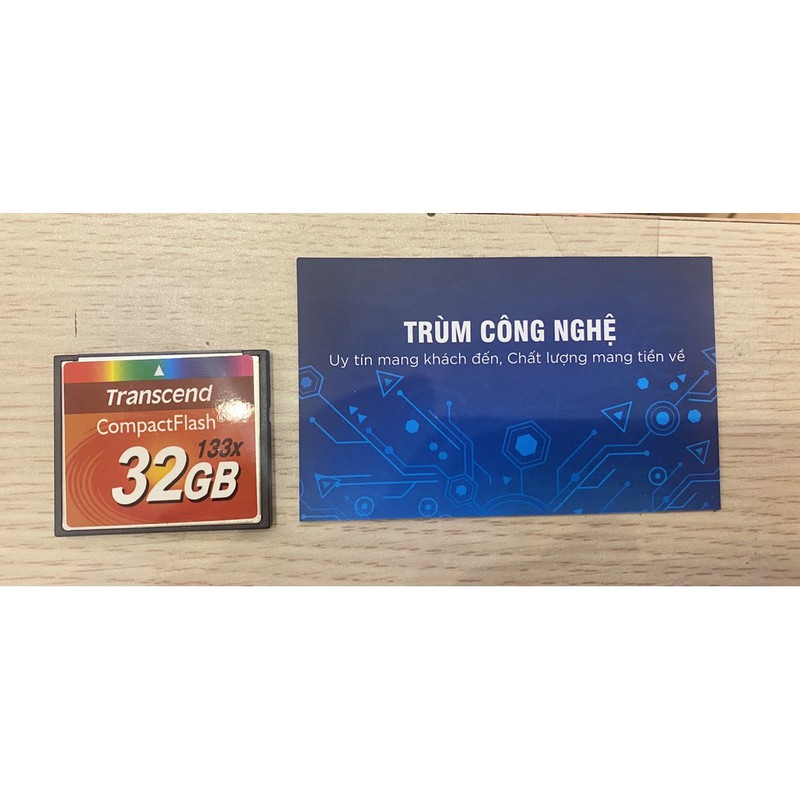 Transcend
CompactFlash
133x
32GB
TRÙM CÔNG NGHỆ
Uy tín mang khách đến, Chất lượng mang tiền về